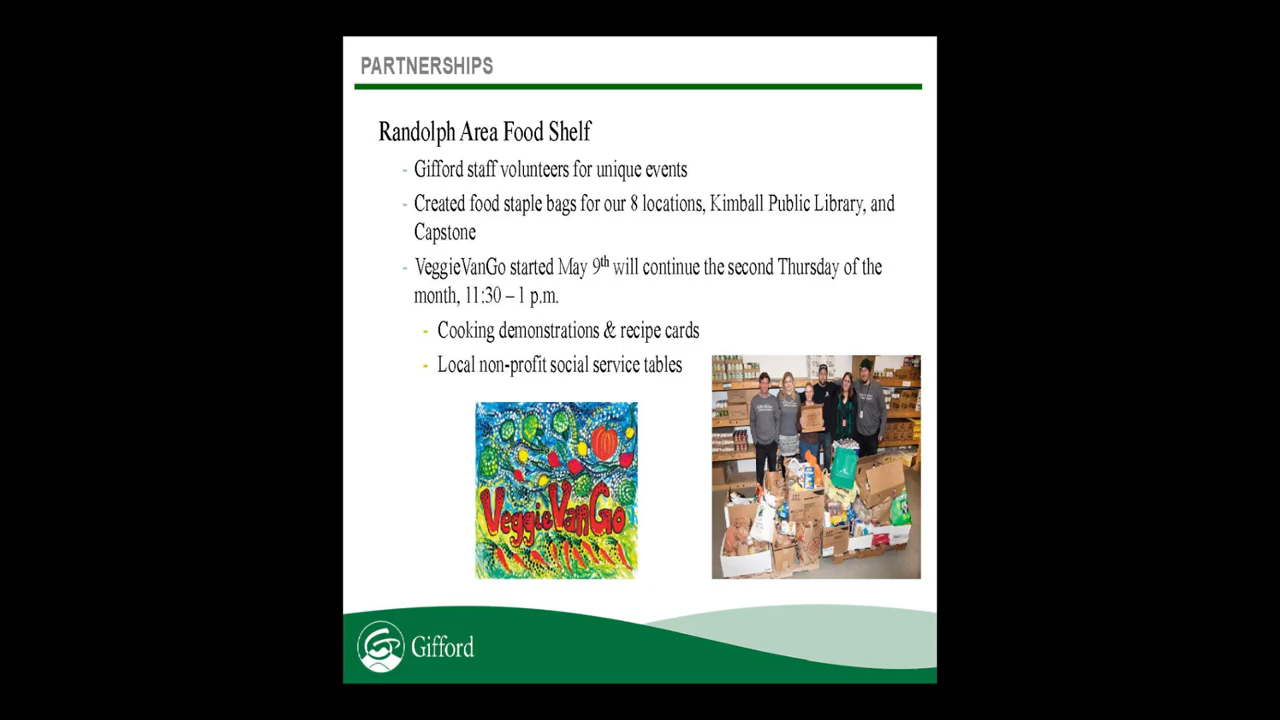 PARTNERSHIPS
Randolph Area Food Shelf
- Gifford staff volunteers for unique events
- Created food staple bags for our 8 locations, Kimball Public Library, and
Capstone
- VeggieVanGo started May 9th will continue the second Thursday of the
month, 11:30 – 1 p.m.
- Cooking demonstrations & recipe cards
- Local non-profit social service tables
VeggieVanGo
Gifford